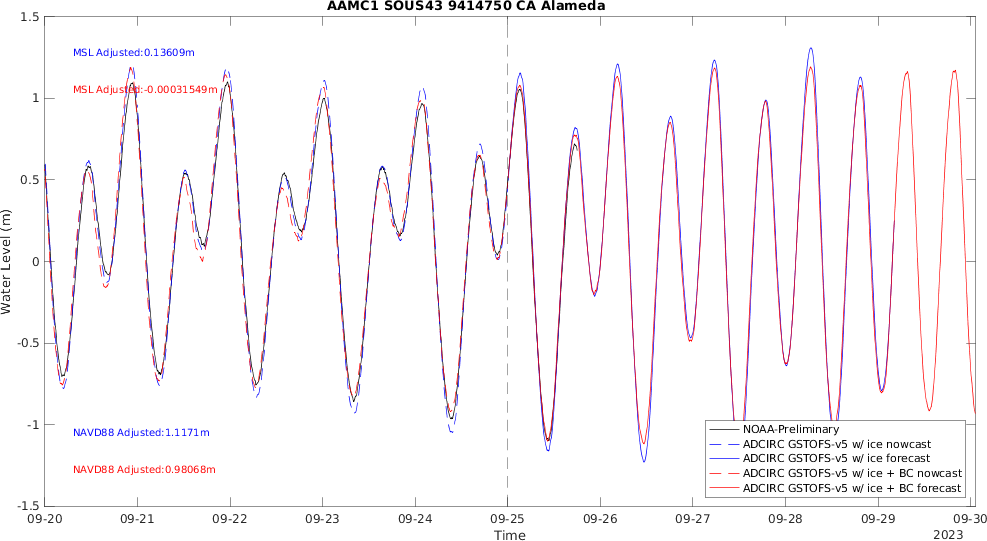 AAMC1 SOUS43 9414750 CA Alameda
1.5
1
0.5
0
-0.5
-1
-1.5
Water Level (m)
MSL Adjusted:0.13609m
MSL Adjusted:-0.00031549m
NAVD88 Adjusted:1.1171m
NAVD88 Adjusted:0.98068m
NOAA-Preliminary
ADCIRC GSTOFS-v5 w/ ice nowcast
ADCIRC GSTOFS-v5 w/ ice forecast
ADCIRC GSTOFS-v5 w/ ice + BC nowcast
ADCIRC GSTOFS-v5 w/ ice + BC forecast
09-20 09-21 09-22 09-23 09-24 09-25 09-26 09-27 09-28 09-29 09-30
Time
2023